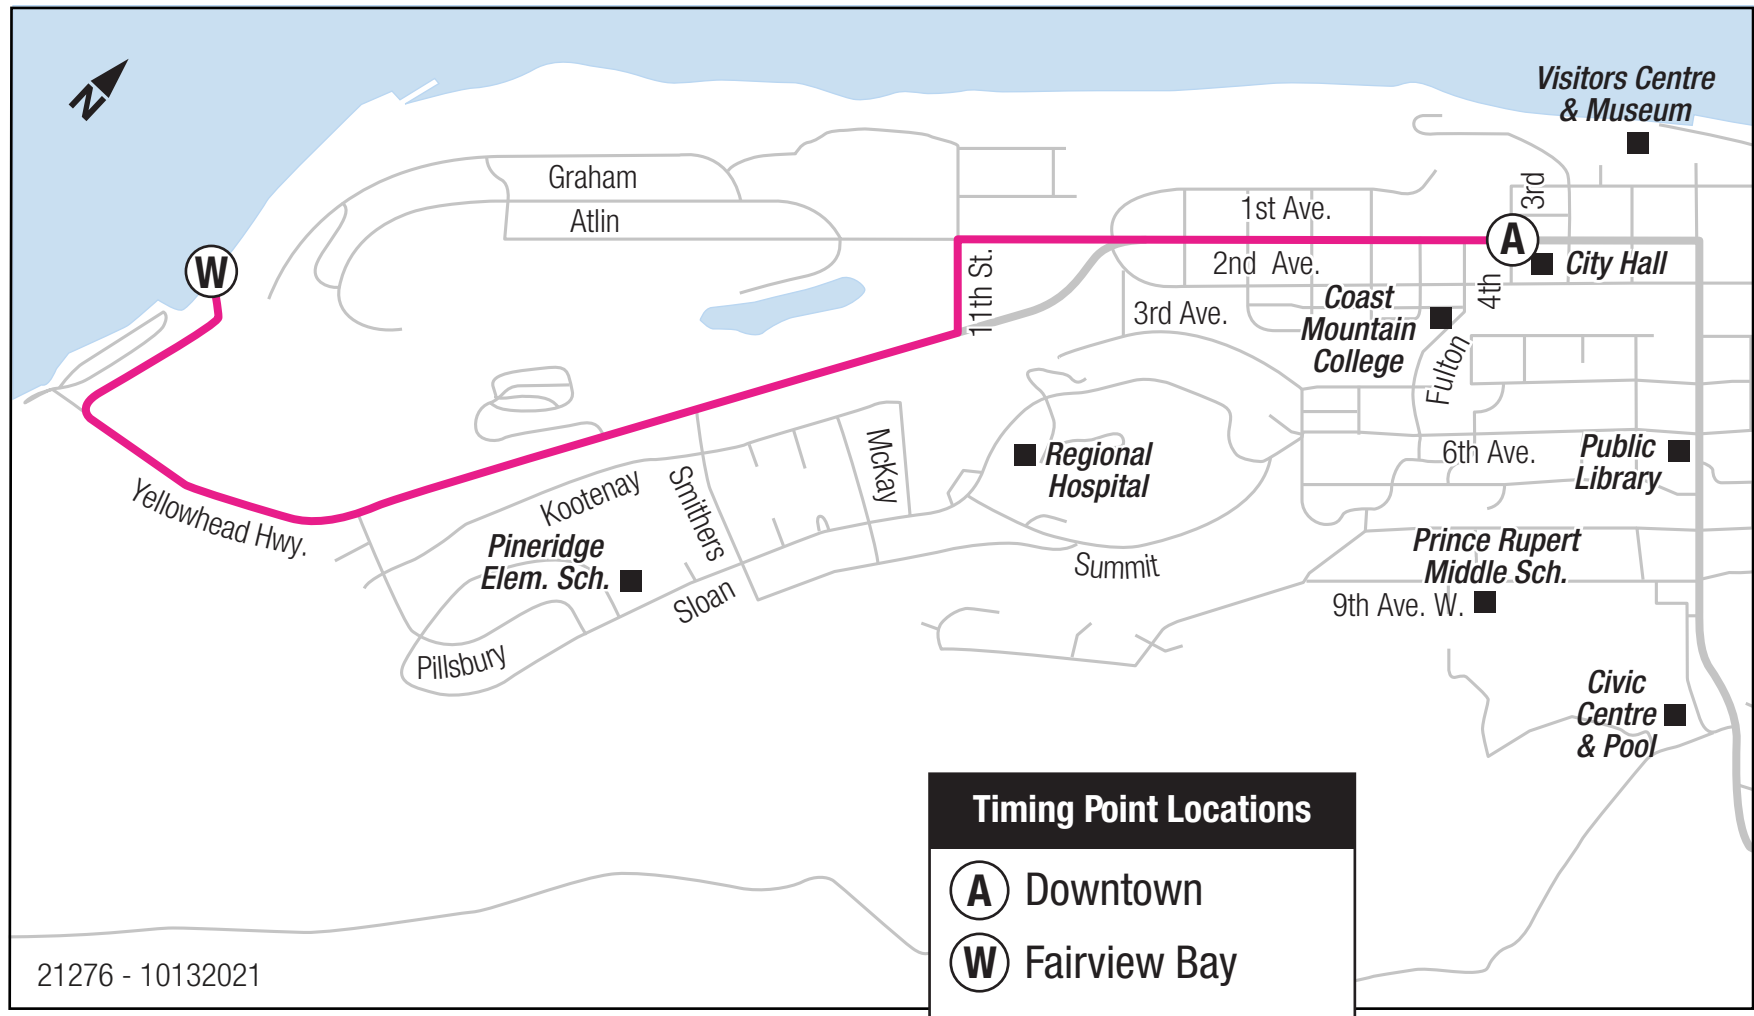 N
Visitors Centre
& Museum
Graham
Atlin
1st Ave.
3rd
A
W
2nd Ave.
City Hall
11th St.
4th
3rd Ave.
Coast
Mountain
College
Fulton
McKay
Regional
Hospital
6th Ave.
Public
Library
Yellowhead Hwy.
Kootenay
Smithers
Pineridge
Elem. Sch.
Sloan
Summit
Prince Rupert
Middle Sch.
9th Ave. W.
Pillsbury
Civic
Centre
& Pool
Timing Point Locations
A Downtown
W Fairview Bay
21276 - 10132021